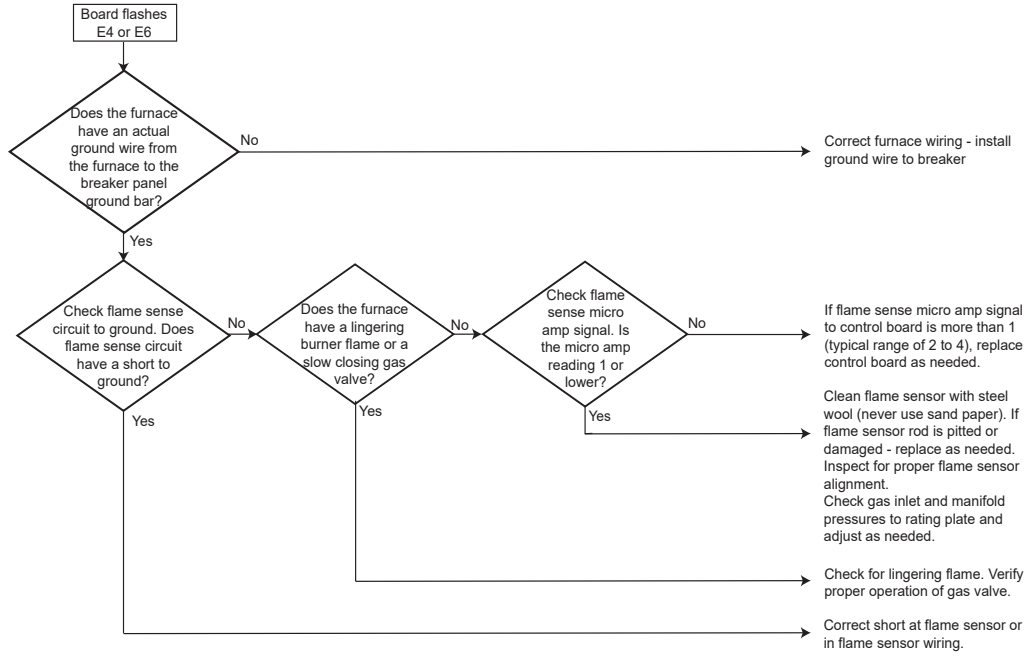 Board flashes
E4 or E6
Does the furnace
have an actual
ground wire from
the furnace to the
breaker panel
ground bar?
No
Correct furnace wiring - install
ground wire to breaker
Yes
Check flame sense
circuit to ground. Does
flame sense circuit
have a short to
ground?
No
Does the furnace
have a lingering
burner flame or a
slow closing gas
valve?
No
Check flame
sense micro
amp signal. Is
the micro amp
reading 1 or
lower?
No
If flame sense micro amp signal
to control board is more than 1
(typical range of 2 to 4), replace
control board as needed.
Yes
Clean flame sensor with steel
wool (never use sand paper). If
flame sensor rod is pitted or
damaged - replace as needed.
Inspect for proper flame sensor
alignment.
Check gas inlet and manifold
pressures to rating plate and
adjust as needed.
Yes
Check for lingering flame. Verify
proper operation of gas valve.
Yes
Correct short at flame sensor or
in flame sensor wiring.